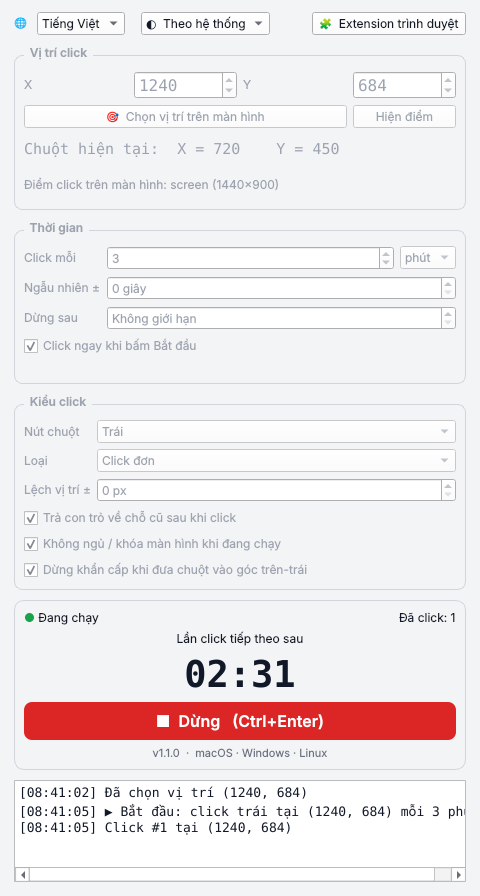 Tiếng Việt Theo hệ thống Extension trình duyệt
Vị trí click
X 1240 Y 684
Chọn vị trí trên màn hình Hiện điểm
Chuột hiện tại: X = 720 Y = 450
Điểm click trên màn hình: screen (1440×900)
Thời gian
Click mỗi 3 phút
Ngẫu nhiên ± 0 giây
Dừng sau Không giới hạn
Click ngay khi bấm Bắt đầu
Kiểu click
Nút chuột Trái
Loại Click đơn
Lệch vị trí ± 0 px
Trả con trỏ về chỗ cũ sau khi click
Không ngủ / khóa màn hình khi đang chạy
Dừng khẩn cấp khi đưa chuột vào góc trên-trái
Đang chạy Đã click: 1
Lần click tiếp theo sau
02:31
Dừng (Ctrl+Enter)
v1.1.0 · macOS · Windows · Linux
[08:41:02] Đã chọn vị trí (1240, 684)
[08:41:05] ▶ Bắt đầu: click trái tại (1240, 684) mỗi 3
[08:41:05] Click #1 tại (1240, 684)